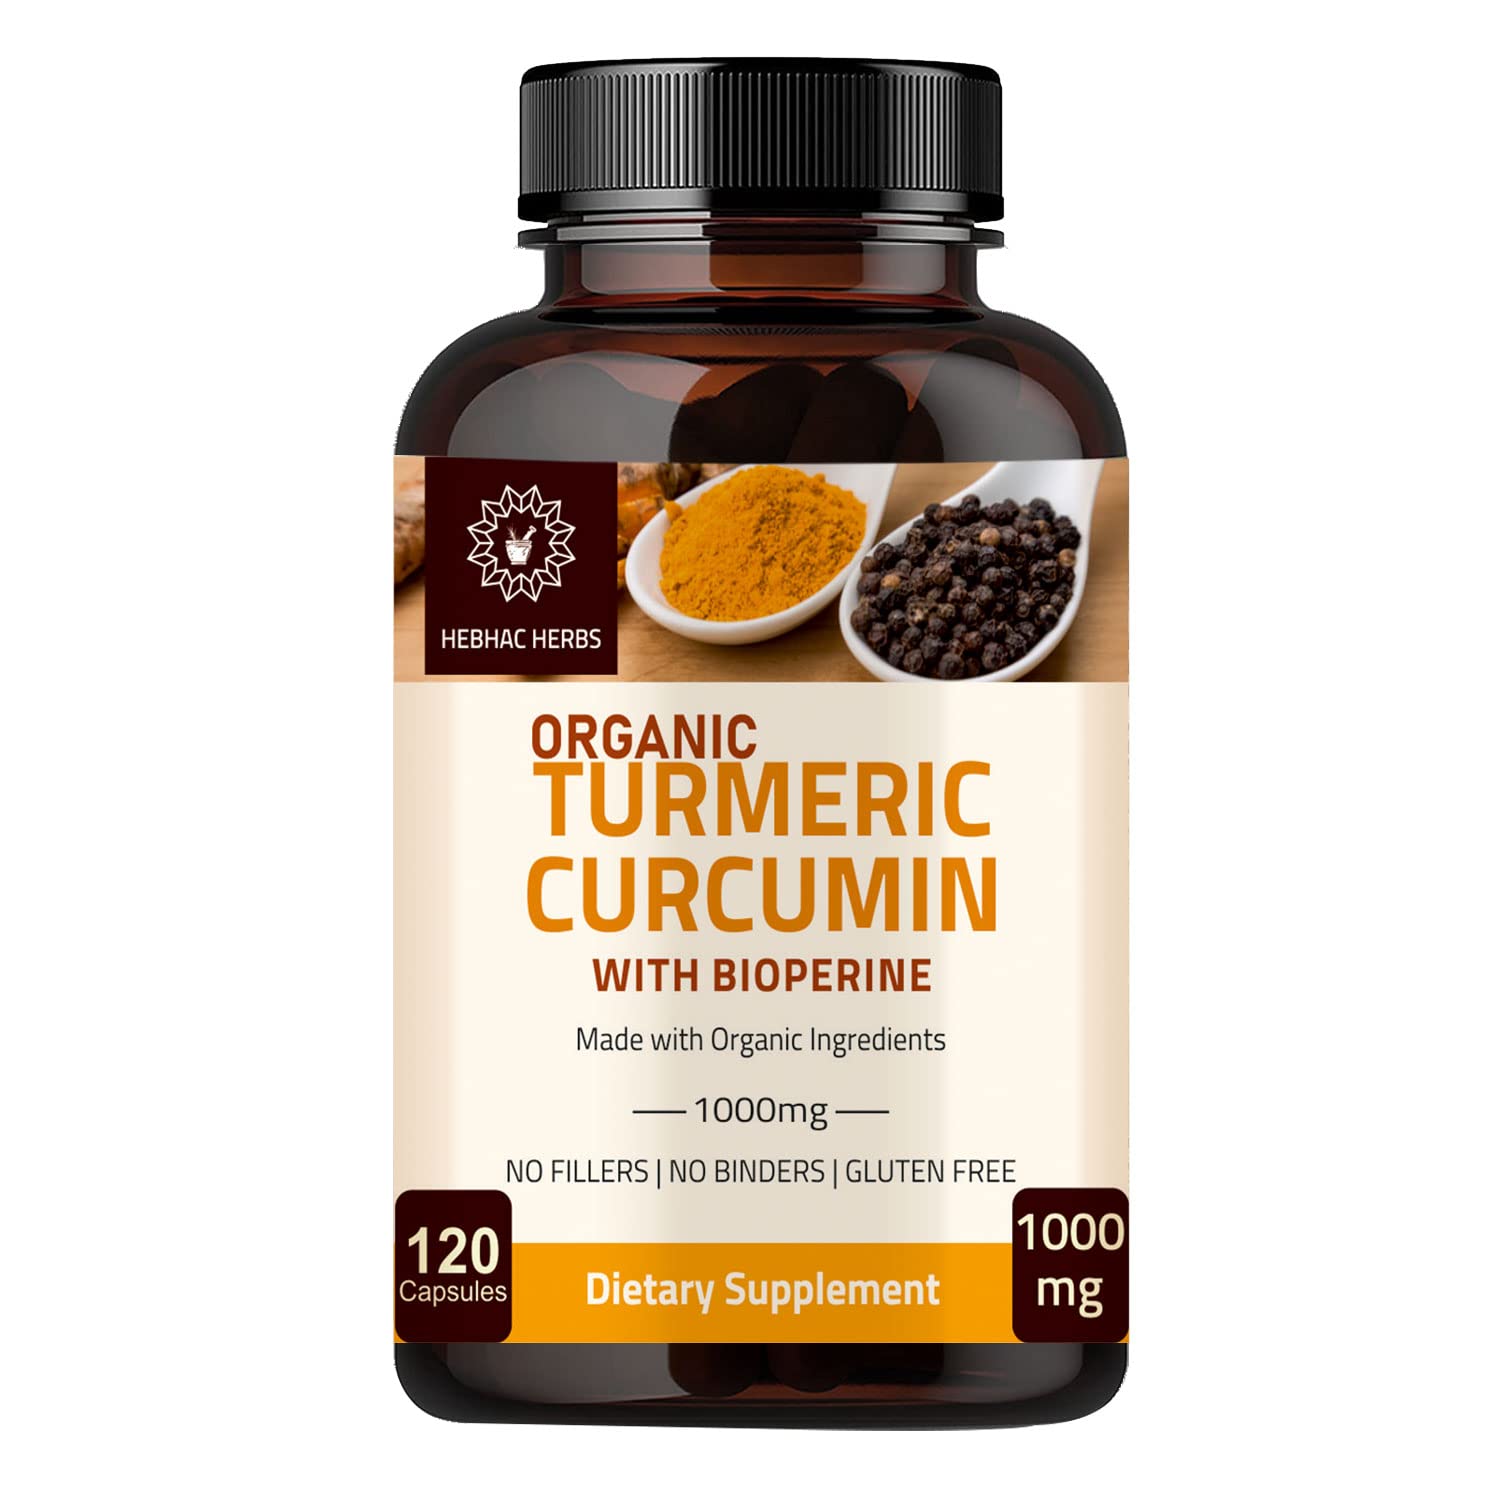 HEBHAC HERBS
ORGANIC
TURMERIC
CURCUMIN
WITH BIOPERINE
Made with Organic Ingredients
1000mg
NO FILLERS | NO BINDERS | GLUTEN FREE
120
Capsules
Dietary Supplement
1000
mg